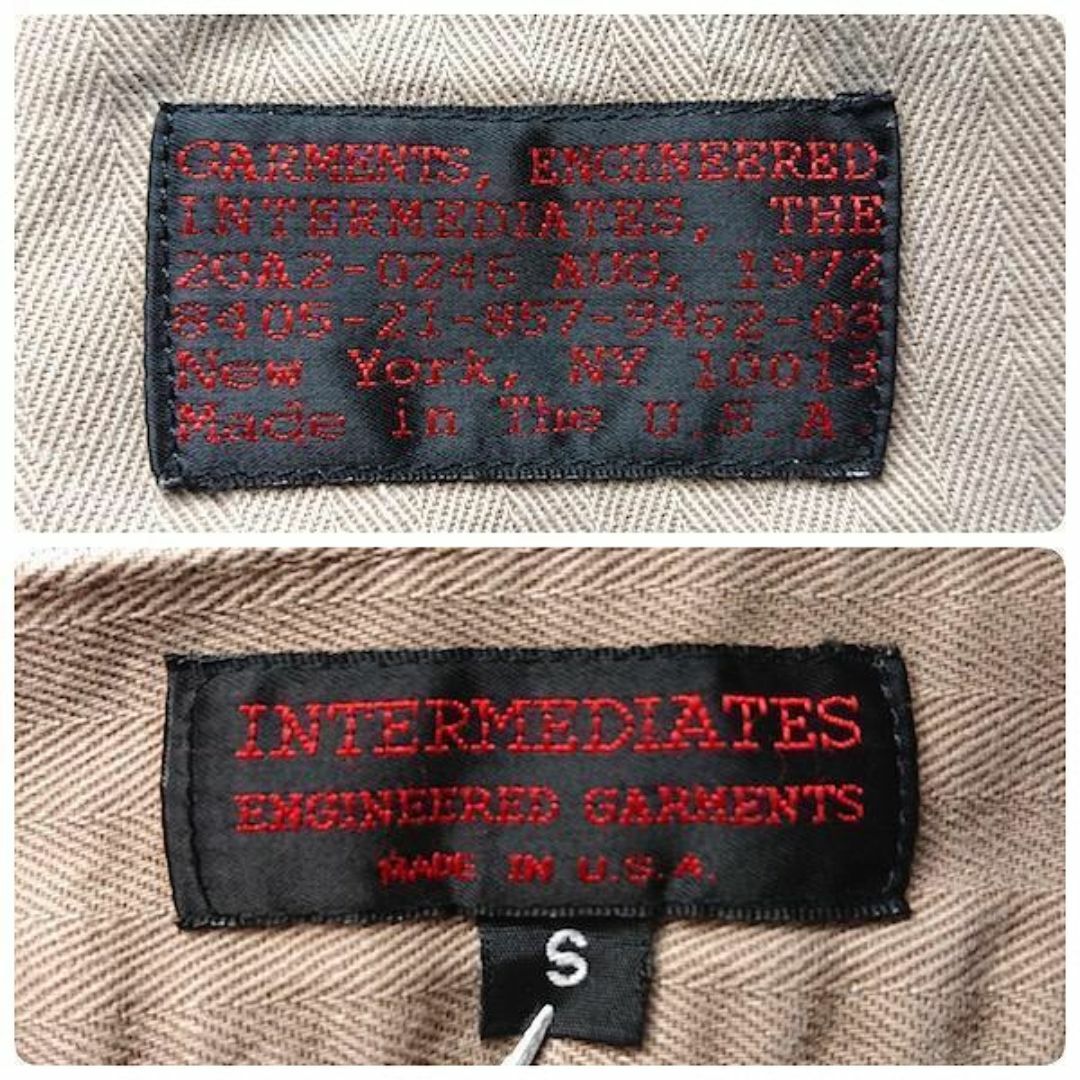 GARMENTS, ENGINEERED
INTERMEDIATES, THE
2GA2-0246 AUG, 1972
8405-21-857-9462-03
New York, NY 10013
Made in The U.S.A.
INTERMEDIATES
ENGINEERED GARMENTS
MADE IN U.S.A.
S